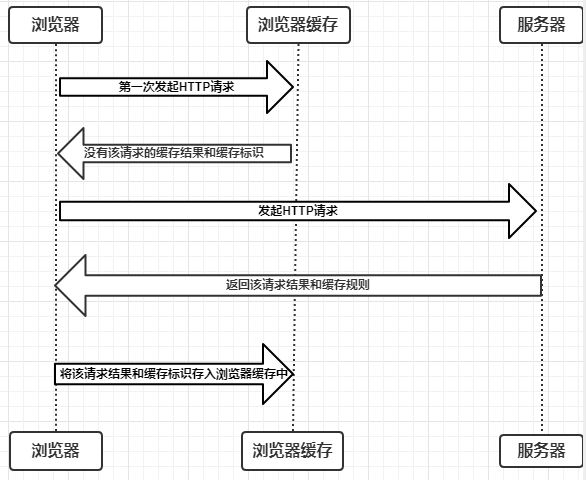 浏览器
浏览器缓存
服务器
第一次发起HTTP请求
没有该请求的缓存结果和缓存标识
发起HTTP请求
返回该请求结果和缓存规则
将该请求结果和缓存标识存入浏览器缓存中
浏览器
浏览器缓存
服务器